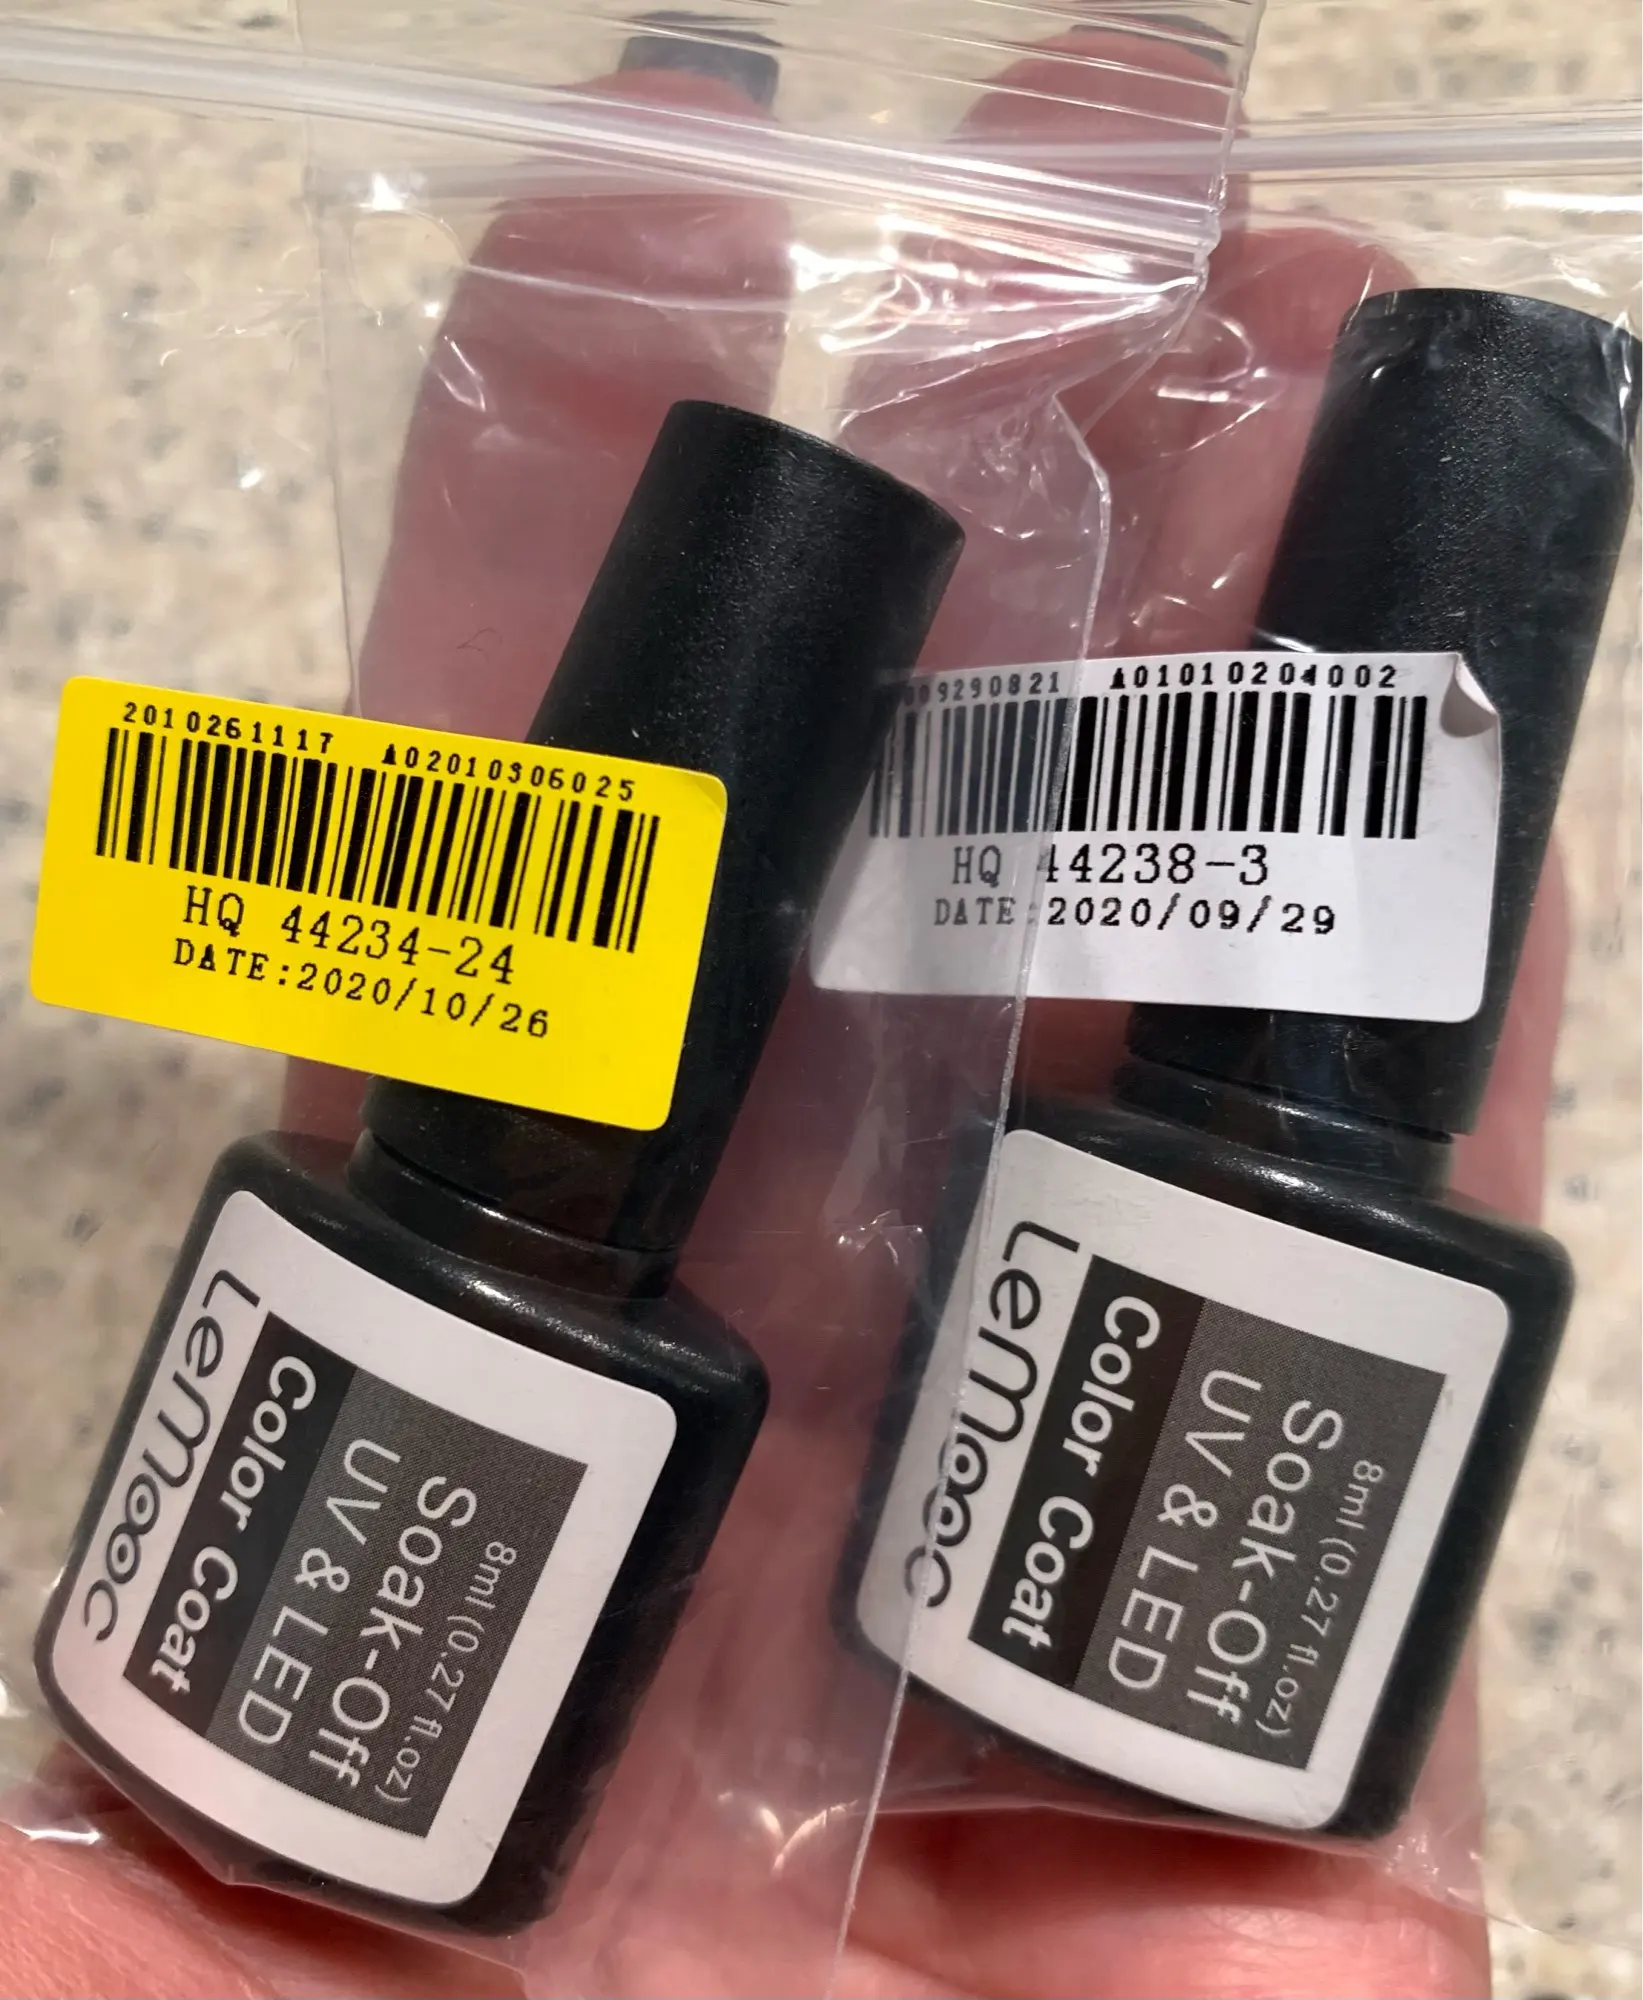 2010261117 A02010306025
HQ 44234-24
DATE:2020/10/26
9290821 A01010204002
HQ 44238-3
DATE:2020/09/29
LeMooc
Color Coat
UV & LED
Soak-Off
8ml (0.27 fl.oz)
LeMooc
Color Coat
UV & LED
Soak-Off
8ml (0.27 fl.oz)